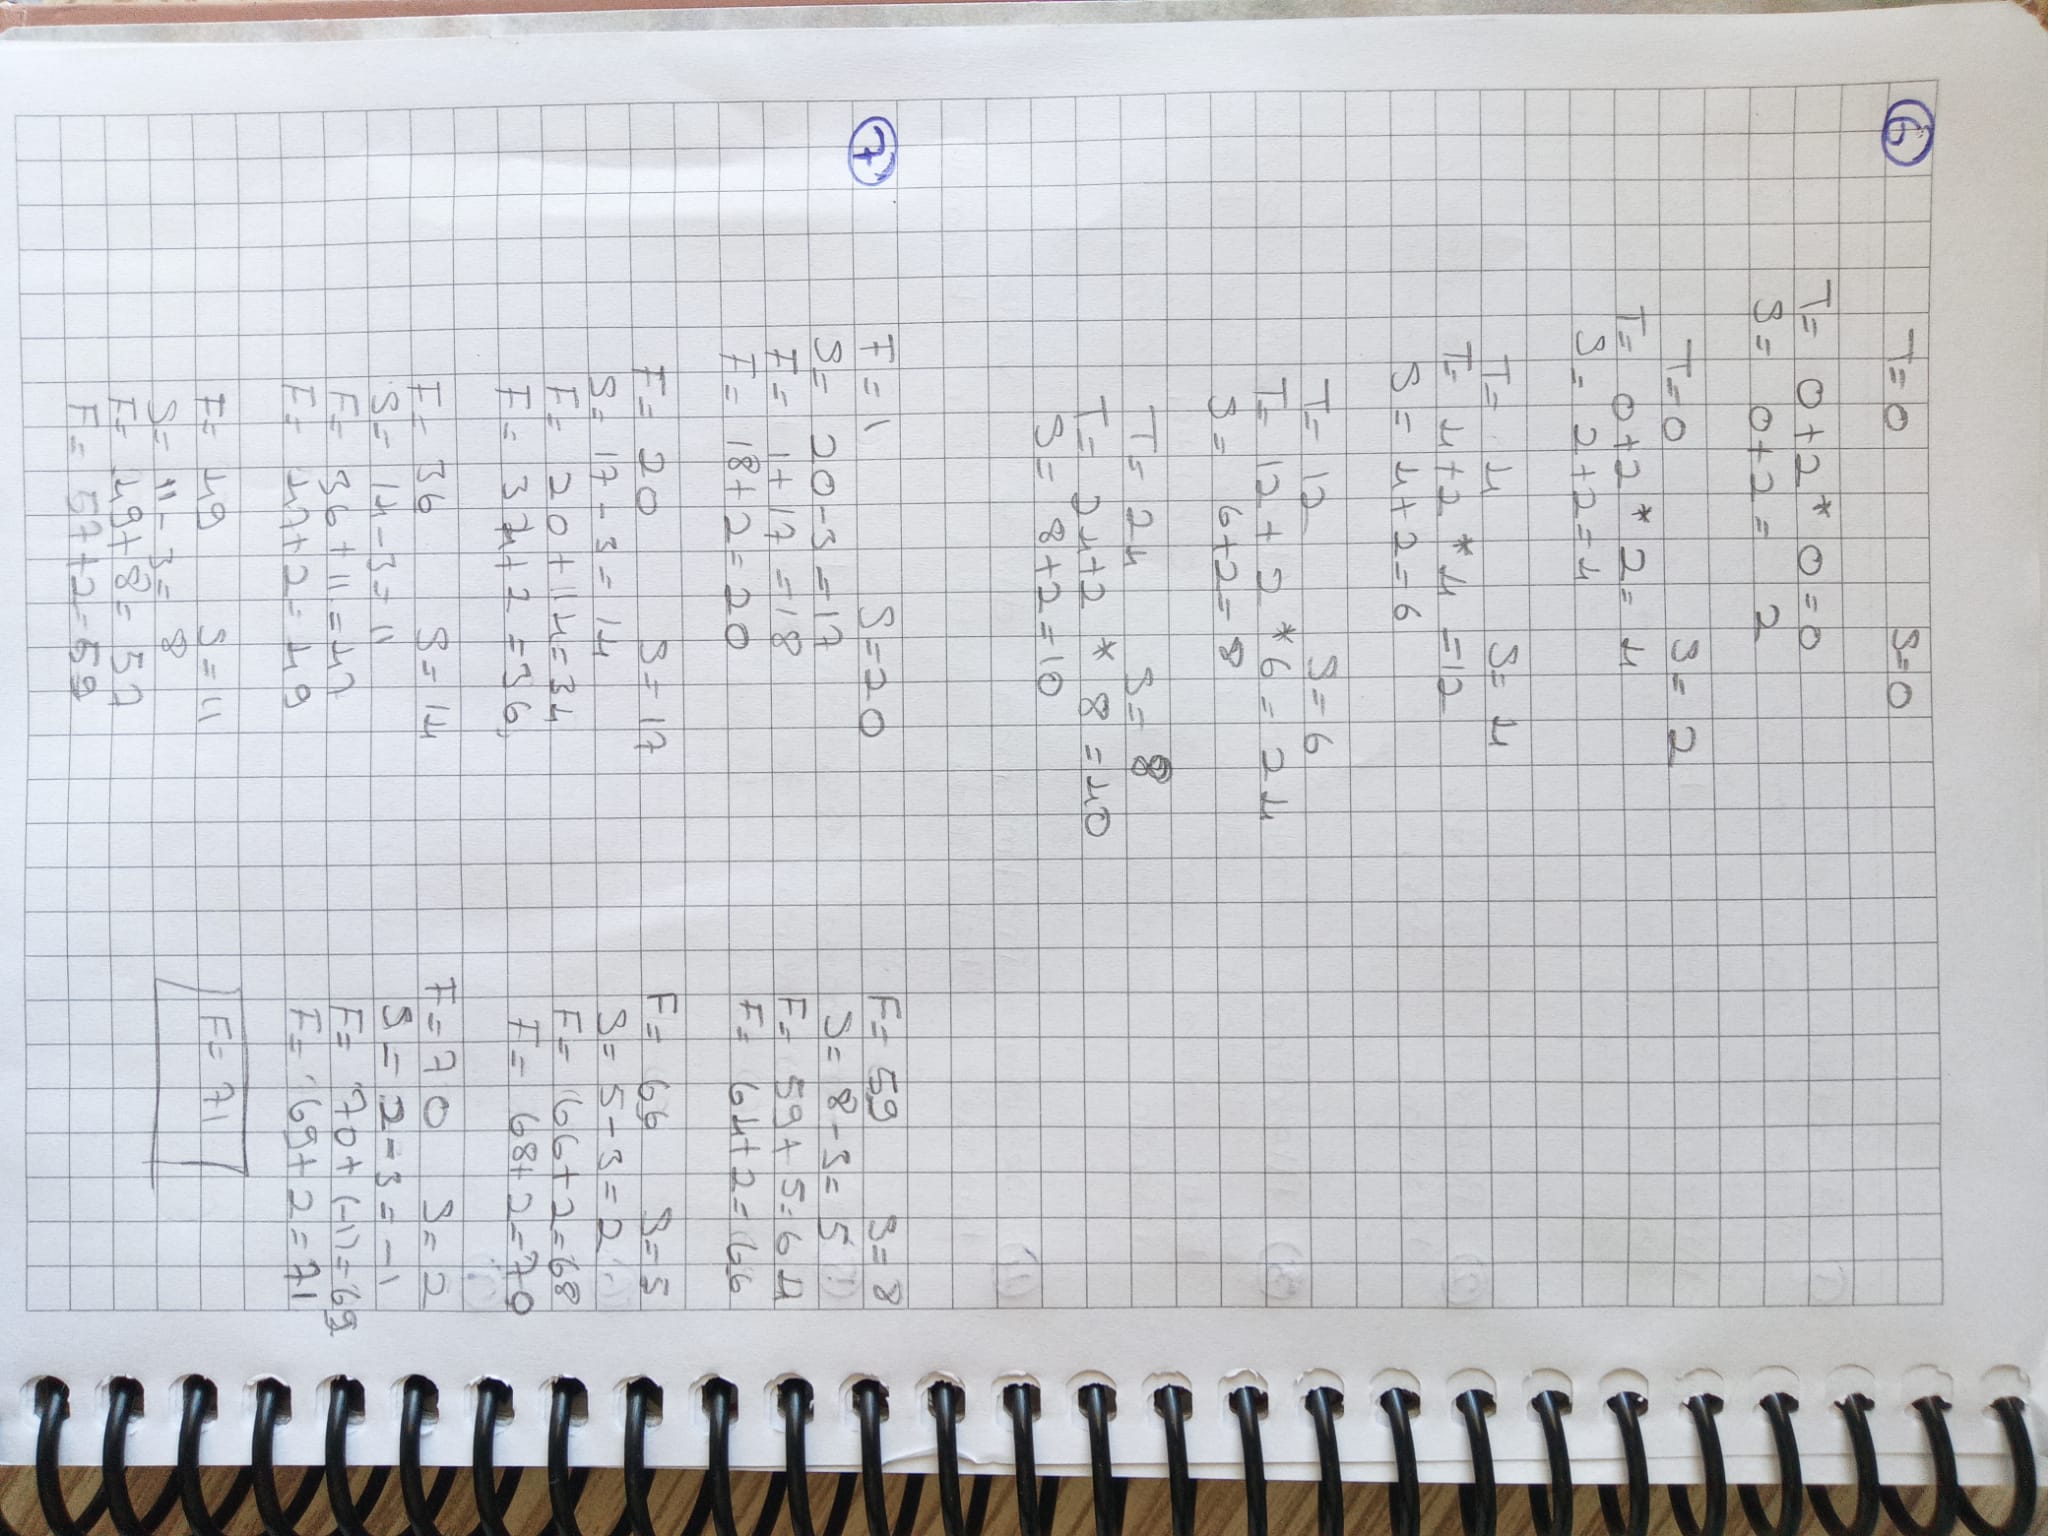 6
T= 0 S=0
T= 0+2 * 0=0
S= 0+2= 2
T=0 S= 2
T= 0+2 * 2= 4
S= 2+2=4
T= 4 S= 4
T= 4+2 * 4 =12
S= 4+2=6
T= 12 S= 6
T= 12+ 2 *6= 24
S= 6+2= 8
T= 24 S= 8
T= 24+2 * 8 =40
S= 8+2=10
7
F=1 S=20
S= 20-3 =17
F= 1+17 =18
F= 18+2=20
F= 20 S=17
S= 17-3= 14
F= 20+14=34
F= 34+2 =36
F= 36 S=14
S= 14-3=11
F= 36+11=47
F= 47+2= 49
F= 49 S=11
S= 11-3= 8
F= 49+8= 57
F= 57+2=59
F= 59 S=8
S= 8-3= 5
F= 59+5=64
F= 64+2=66
F= 66 S=5
S= 5-3=2
F= 66+2=68
F= 68+2=70
F=70 S=2
S= 2-3=-1
F= 70+(-1)=69
F= 69+2=71
F= 71